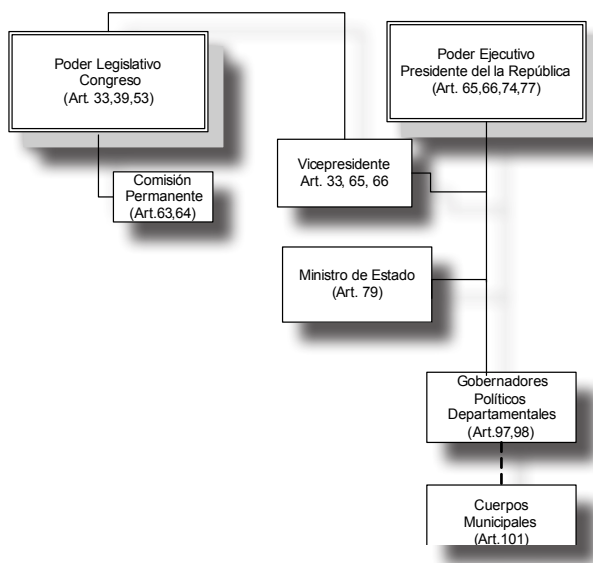 Poder Legislativo
Congreso
(Art. 33,39,53)
Poder Ejecutivo
Presidente del la República
(Art. 65,66,74,77)
Vicepresidente
Art. 33, 65, 66
Comisión
Permanente
(Art.63,64)
Ministro de Estado
(Art. 79)
Gobernadores
Políticos
Departamentales
(Art.97,98)
Cuerpos
Municipales
(Art.101)